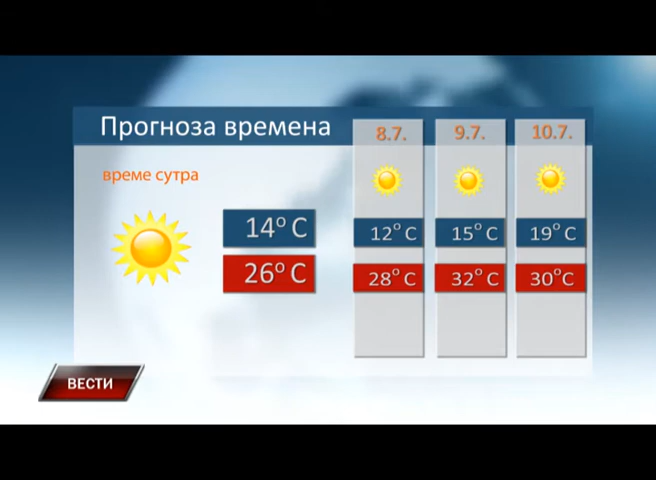 Прогноза времена
време сутра
14° C
26° C
8.7.
12° C
28° C
9.7.
15° C
32° C
10.7.
19° C
30°C
ВЕСТИ